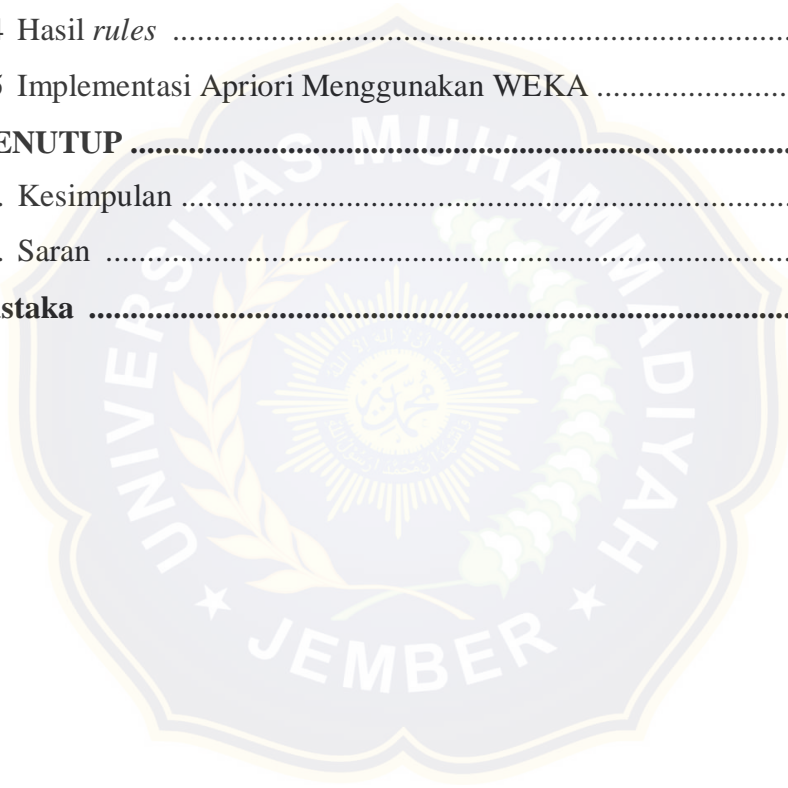 4 Hasil rules ........................................................................
5 Implementasi Apriori Menggunakan WEKA ........................
ENUTUP ........................................................................
. Kesimpulan ........................................................................
. Saran ........................................................................
staka ........................................................................
UNIVERSITAS MUHAMMADIYAH
JEMBER